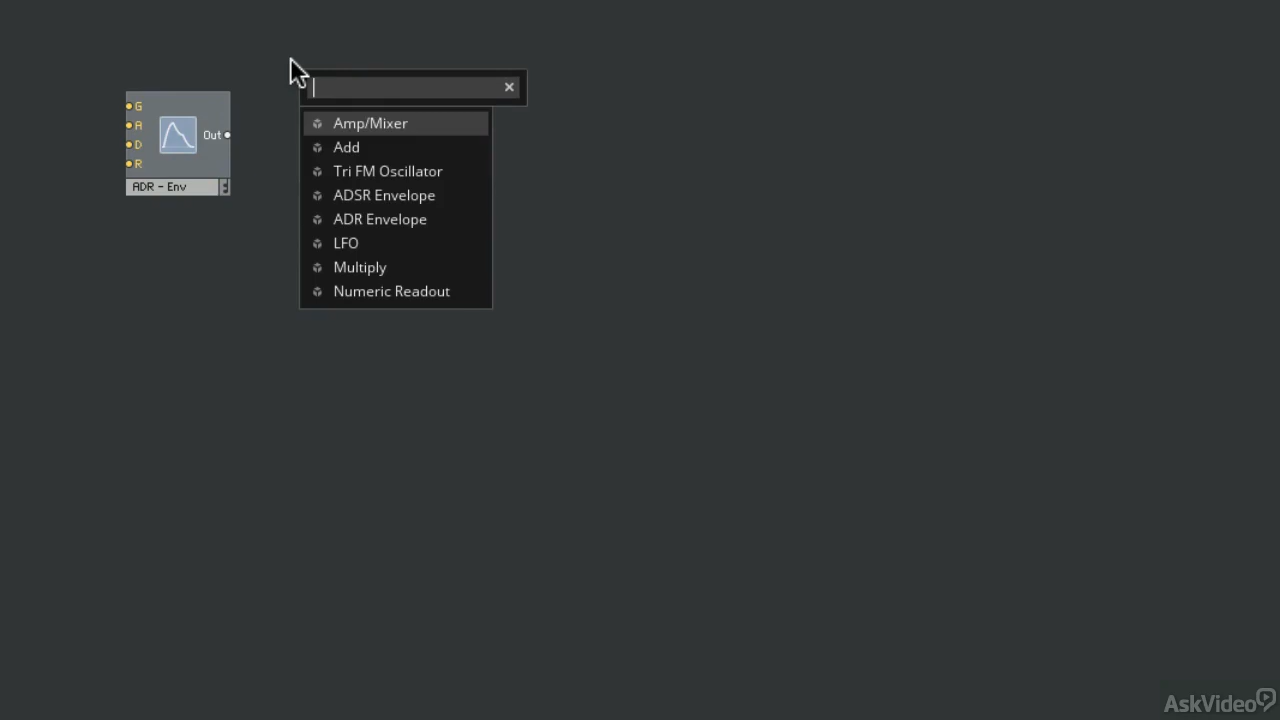 G
A
D
R
Out
ADR - Env
Amp/Mixer
Add
Tri FM Oscillator
ADSR Envelope
ADR Envelope
LFO
Multiply
Numeric Readout
AskVideo